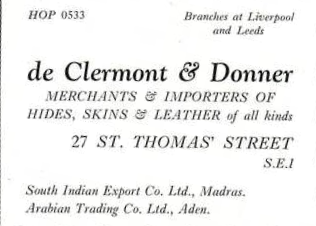 HOP 0533
Branches at Liverpool
and Leeds
de Clermont & Donner
MERCHANTS & IMPORTERS OF
HIDES, SKINS & LEATHER of all kinds
27 ST. THOMAS' STREET
S.E.1
South Indian Export Co. Ltd., Madras.
Arabian Trading Co. Ltd., Aden.